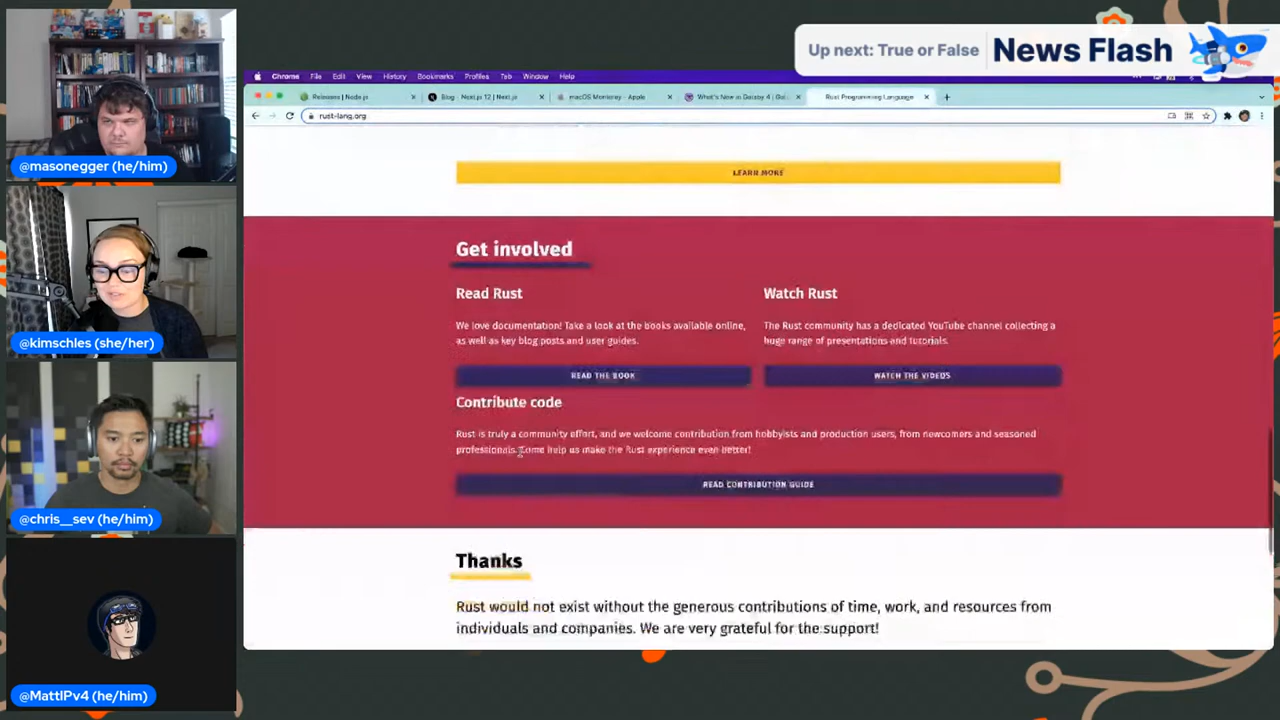 Up next: True or False
News Flash
Chrome File Edit View History Bookmarks Profiles Tab Window Help
Releases | Node.js
Blog - Next.js 12 | Next.js
macOS Monterey - Apple
What's New in Gatsby 4 | Gat
Rust Programming Language
rust-lang.org
LEARN MORE
Get involved
Read Rust
We love documentation! Take a look at the books available online,
as well as key blog posts and user guides.
READ THE BOOK
Watch Rust
The Rust community has a dedicated YouTube channel collecting a
huge range of presentations and tutorials.
WATCH THE VIDEOS
Contribute code
Rust is truly a community effort, and we welcome contribution from hobbyists and production users, from newcomers and seasoned
professionals. Come help us make the Rust experience even better!
READ CONTRIBUTION GUIDE
Thanks
Rust would not exist without the generous contributions of time, work, and resources from
individuals and companies. We are very grateful for the support!
@masonegger (he/him)
@kimschles (she/her)
@chris__sev (he/him)
@MattIPv4 (he/him)